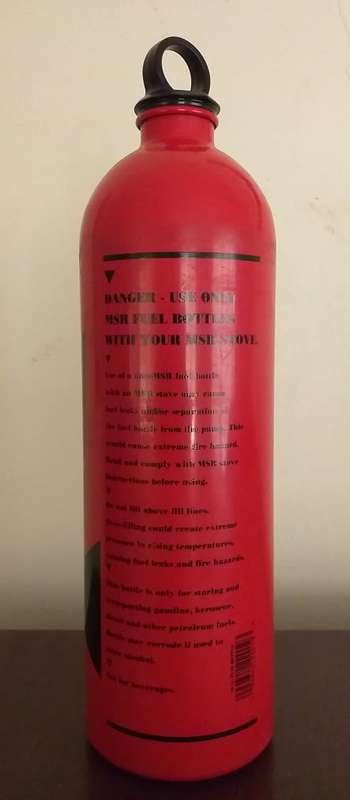 DANGER - USE ONLY
MSR FUEL BOTTLES
WITH YOUR MSR STOVE
Use of a non-MSR fuel bottle
with an MSR stove may cause
fuel leaks and/or separation of
the fuel bottle from the pump. This
would cause extreme fire hazard.
Read and comply with MSR stove
instructions before using.
Do not fill above fill lines.
Over-filling could create extreme
pressure in rising temperatures,
causing fuel leaks and fire hazards.
This bottle is only for storing and
transporting gasoline, kerosene,
diesel and other petroleum fuels.
Bottle may corrode if used to
store alcohol.
Not for beverages.